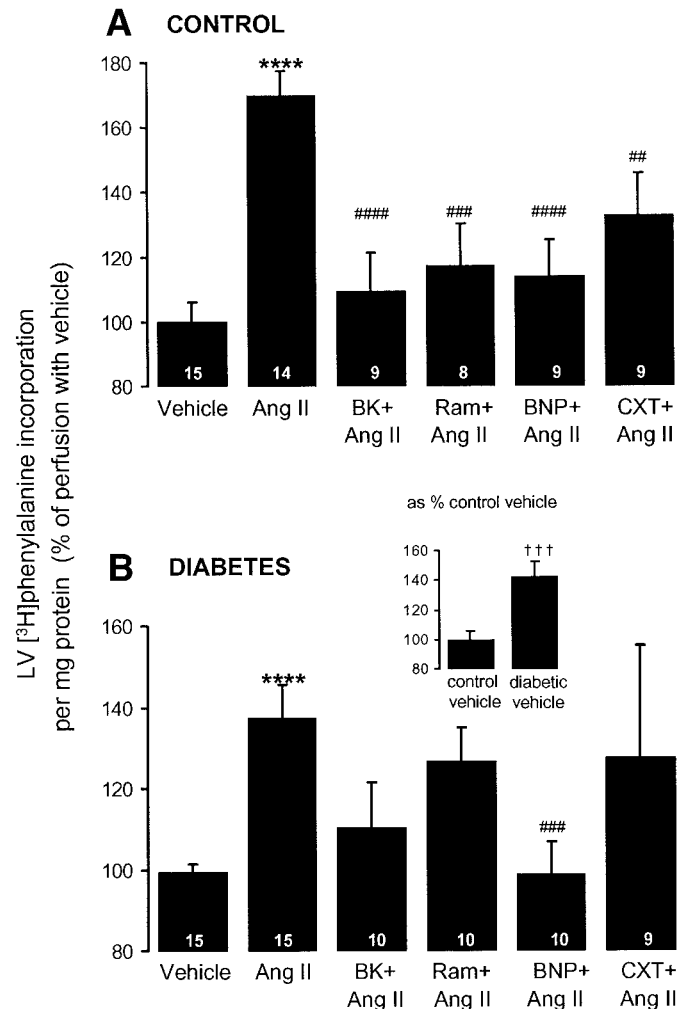 A CONTROL
LV [³H]phenylalanine incorporation
per mg protein (% of perfusion with vehicle)
180
160
140
120
100
80
****
####
###
####
##
15 14 9 8 9 9
Vehicle Ang II BK+ Ram+ BNP+ CXT+
Ang II Ang II Ang II Ang II
B DIABETES
as % control vehicle
160
140
120
100
80
†††
control diabetic
vehicle vehicle
160
140
120
100
80
****
###
15 15 10 10 10 9
Vehicle Ang II BK+ Ram+ BNP+ CXT+
Ang II Ang II Ang II Ang II